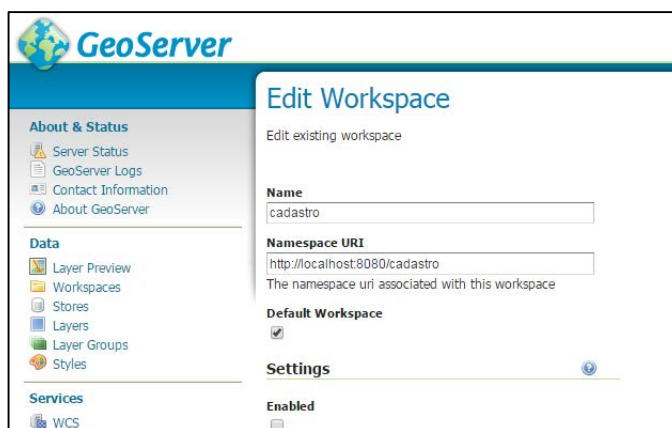 GeoServer
About & Status
Server Status
GeoServer Logs
Contact Information
About GeoServer
Data
Layer Preview
Workspaces
Stores
Layers
Layer Groups
Styles
Services
WCS
Edit Workspace
Edit existing workspace
Name
cadastro
Namespace URI
http://localhost:8080/cadastro
The namespace uri associated with this workspace
Default Workspace
Settings
Enabled